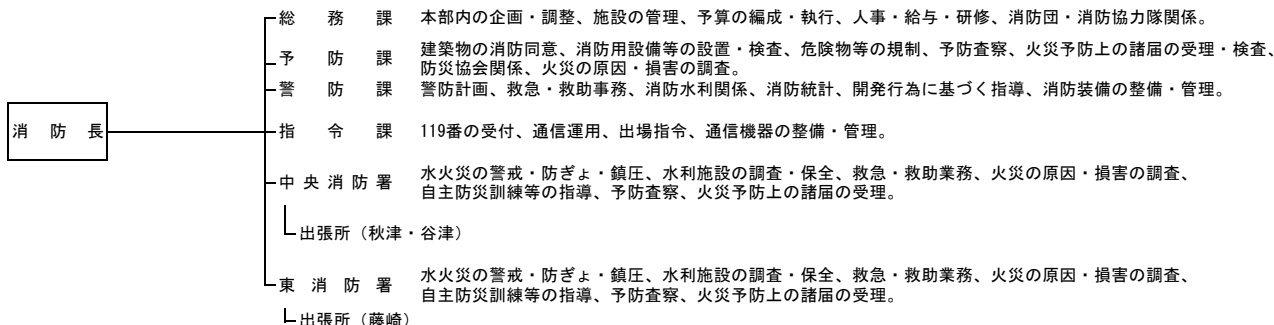 総務課 本部内の企画・調整、施設の管理、予算の編成・執行、人事・給与・研修、消防団・消防協力隊関係。
予防課 建築物の消防同意、消防用設備等の設置・検査、危険物等の規制、予防査察、火災予防上の諸届の受理・検査、
防災協会関係、火災の原因・損害の調査。
警防課 警防計画、救急・救助事務、消防水利関係、消防統計、開発行為に基づく指導、消防装備の整備・管理。
消防長
指令課 119番の受付、通信運用、出場指令、通信機器の整備・管理。
中央消防署 水火災の警戒・防ぎょ・鎮圧、水利施設の調査・保全、救急・救助業務、火災の原因・損害の調査、
自主防災訓練等の指導、予防査察、火災予防上の諸届の受理。
出張所（秋津・谷津）
東消防署 水火災の警戒・防ぎょ・鎮圧、水利施設の調査・保全、救急・救助業務、火災の原因・損害の調査、
自主防災訓練等の指導、予防査察、火災予防上の諸届の受理。
出張所（藤崎）